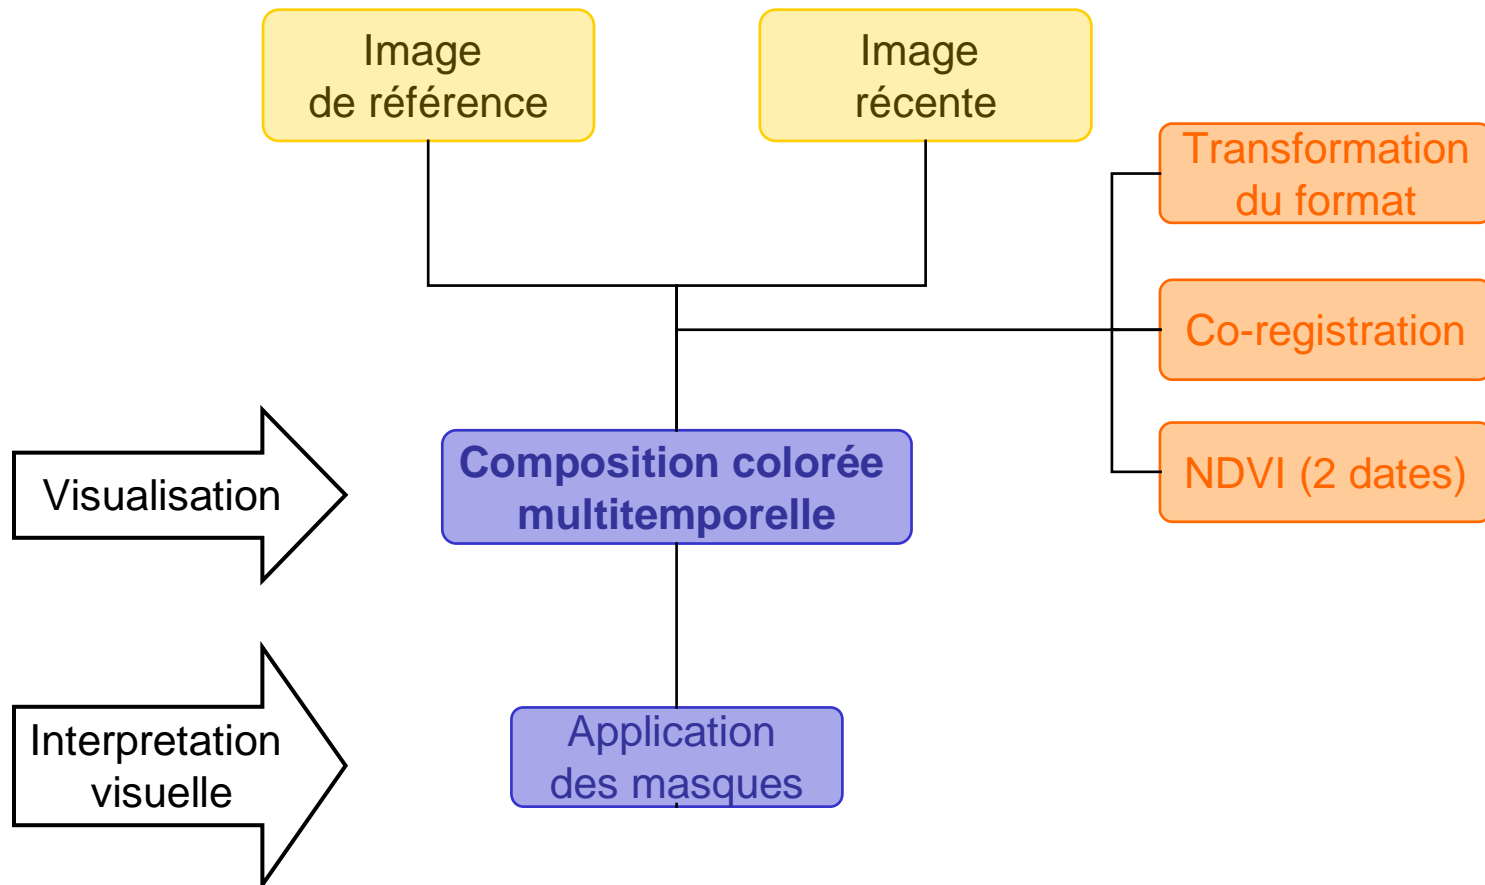 Image
de référence
Image
récente
Transformation
du format
Co-registration
NDVI (2 dates)
Visualisation
Composition colorée
multitemporelle
Interpretation
visuelle
Application
des masques